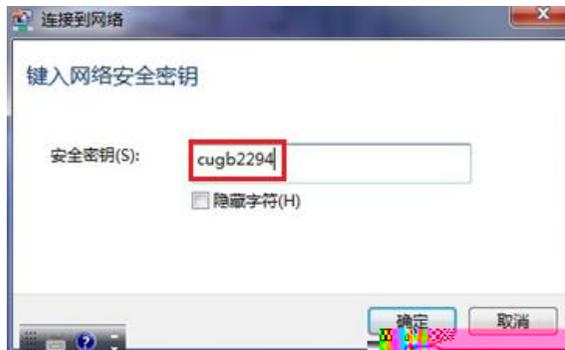 连接到网络
键入网络安全密钥
安全密钥(S):
cugb2294
隐藏字符(H)
确定
取消